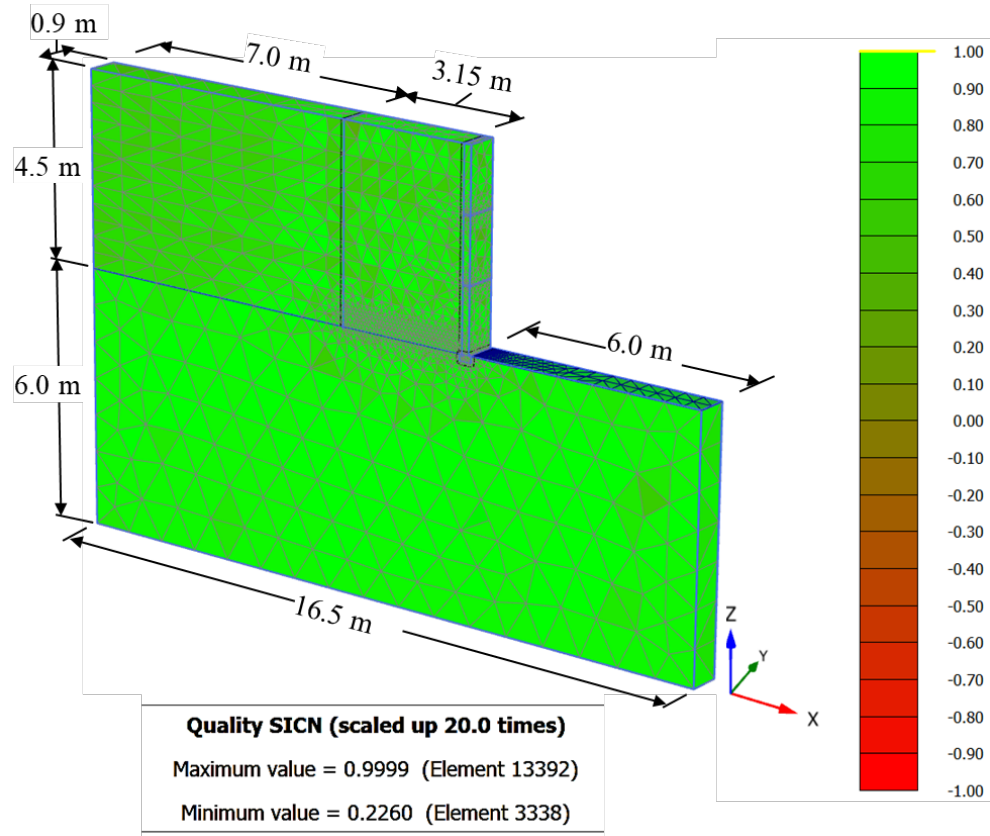 0.9 m
7.0 m
3.15 m
4.5 m
6.0 m
6.0 m
16.5 m
Z
Y
X
1.00
0.90
0.80
0.70
0.60
0.50
0.40
0.30
0.20
0.10
0.00
-0.10
-0.20
-0.30
-0.40
-0.50
-0.60
-0.70
-0.80
-0.90
-1.00
Quality SICN (scaled up 20.0 times)
Maximum value = 0.9999 (Element 13392)
Minimum value = 0.2260 (Element 3338)